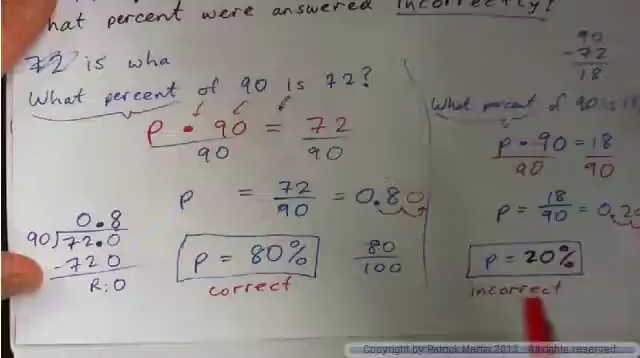 hat percent were answered incorrectly?
72 is wha
What percent of 90 is 72?
p • 90 = 72
90 90
p = 72 = 0.80
90
0.8
90 72.0
-720
R:0
p = 80%
correct
80
100
90
-72
18
What percent of 90 is
p • 90 = 18
90 90
p = 18 = 0.20
90
p = 20%
incorrect
Copyright by Patrick Martin 2013 All rights reserved